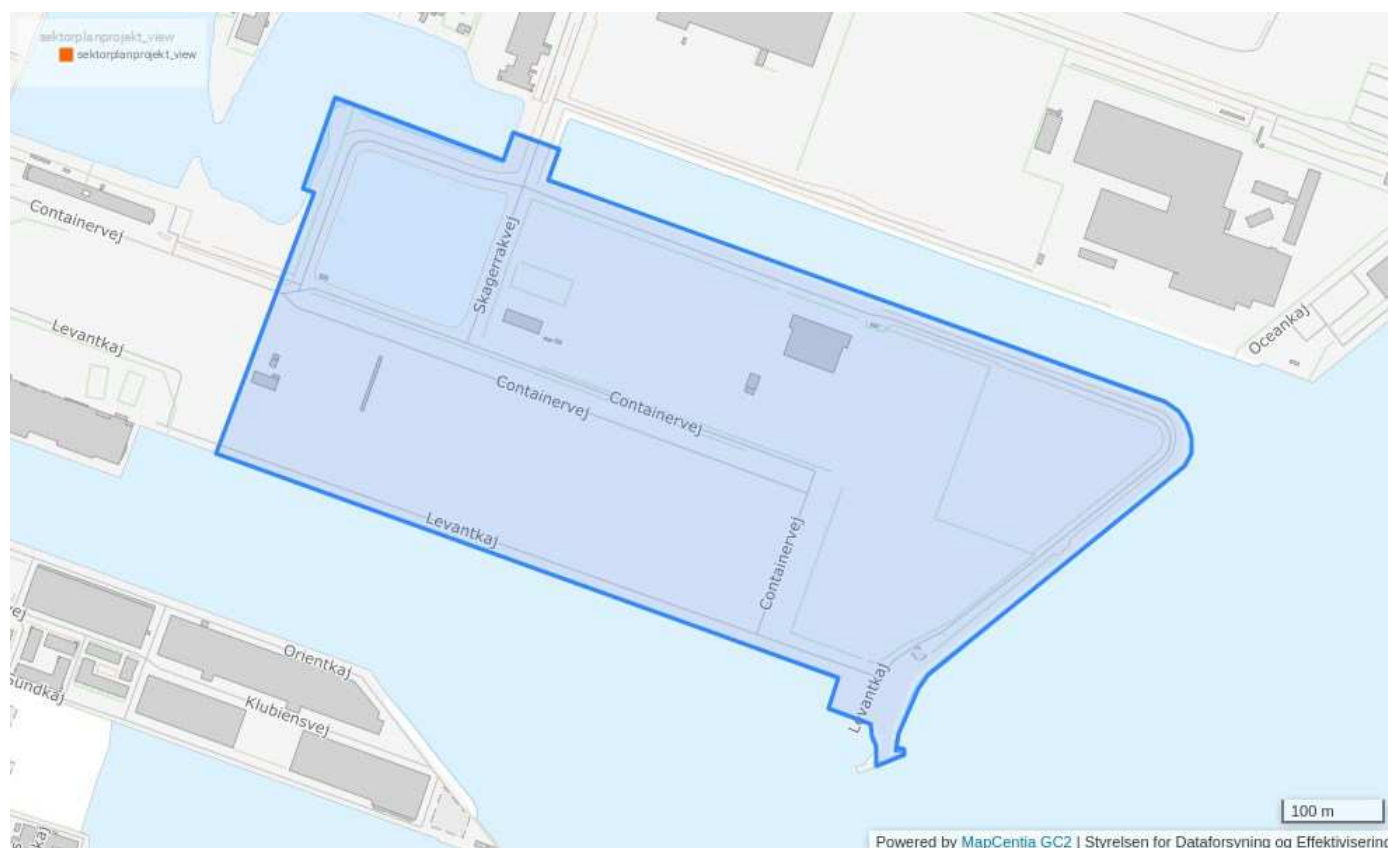 sektorplanprojekt_view
sektorplanprojekt_view
Containervej
Skagerrakvej
Levantkaj
Oceankaj
Containervej
Containervej
Levantkaj
Containervej
Orientkaj
Klubiensvej
Levantkaj
100 m
Powered by MapCentia GC2 | Styrelsen for Dataforsyning og Effektivisering